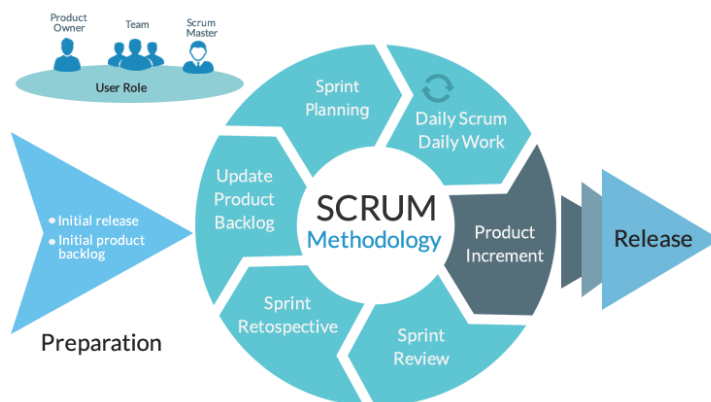 Product
Owner
Team
Scrum
Master
User Role
Sprint
Planning
Daily Scrum
Daily Work
Update
Product
Backlog
SCRUM
Methodology
Product
Increment
Release
• Initial release
• Initial product
backlog
Preparation
Sprint
Retospective
Sprint
Review